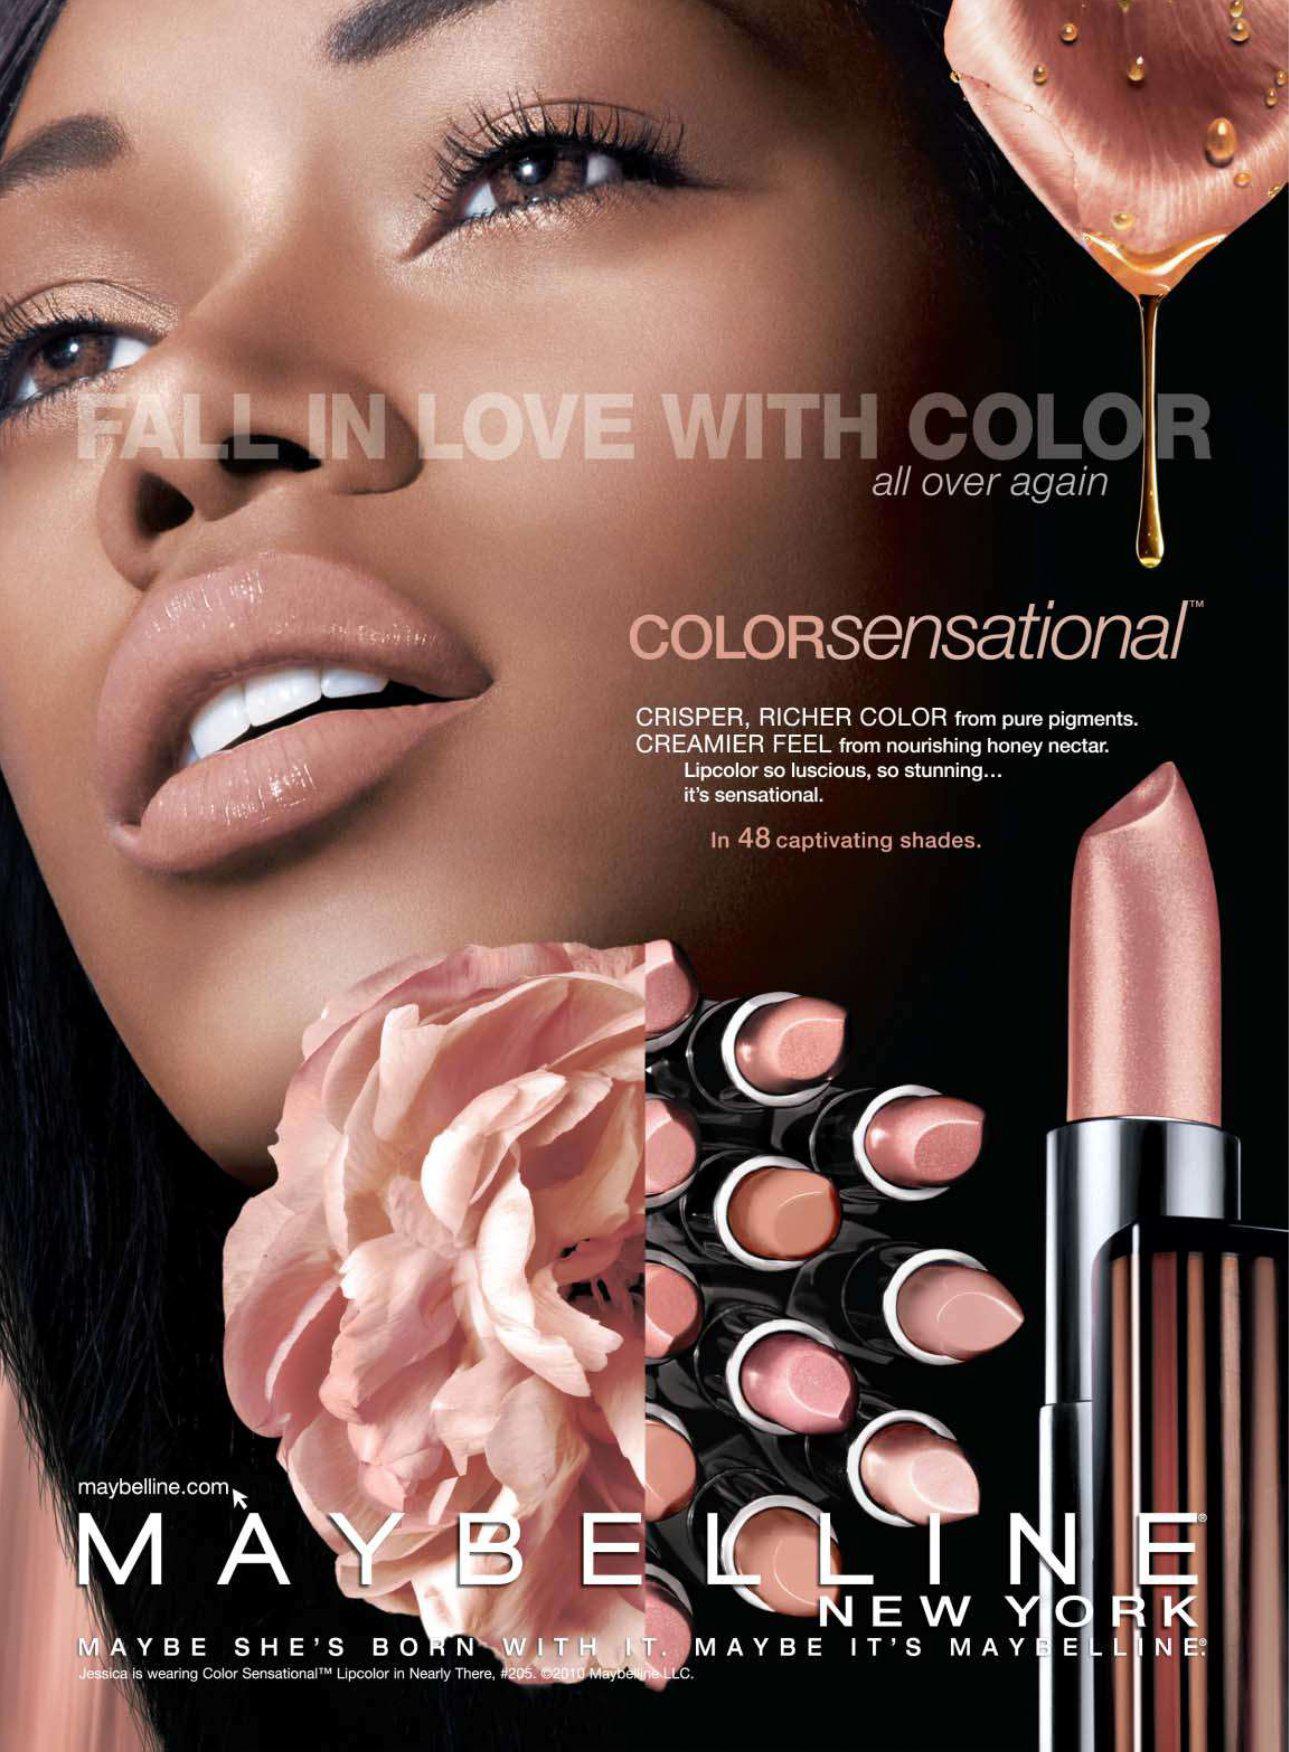 FALL IN LOVE WITH COLOR
all over again
COLORsensational™
CRISPER, RICHER COLOR from pure pigments.
CREAMIER FEEL from nourishing honey nectar.
Lipcolor so luscious, so stunning...
it's sensational.
In 48 captivating shades.
maybelline.com
MAYBELLINE®
NEW YORK
MAYBE SHE'S BORN WITH IT. MAYBE IT'S MAYBELLINE.®
Jessica is wearing Color Sensational™ Lipcolor in Nearly There, #205. ©2010 Maybelline LLC.